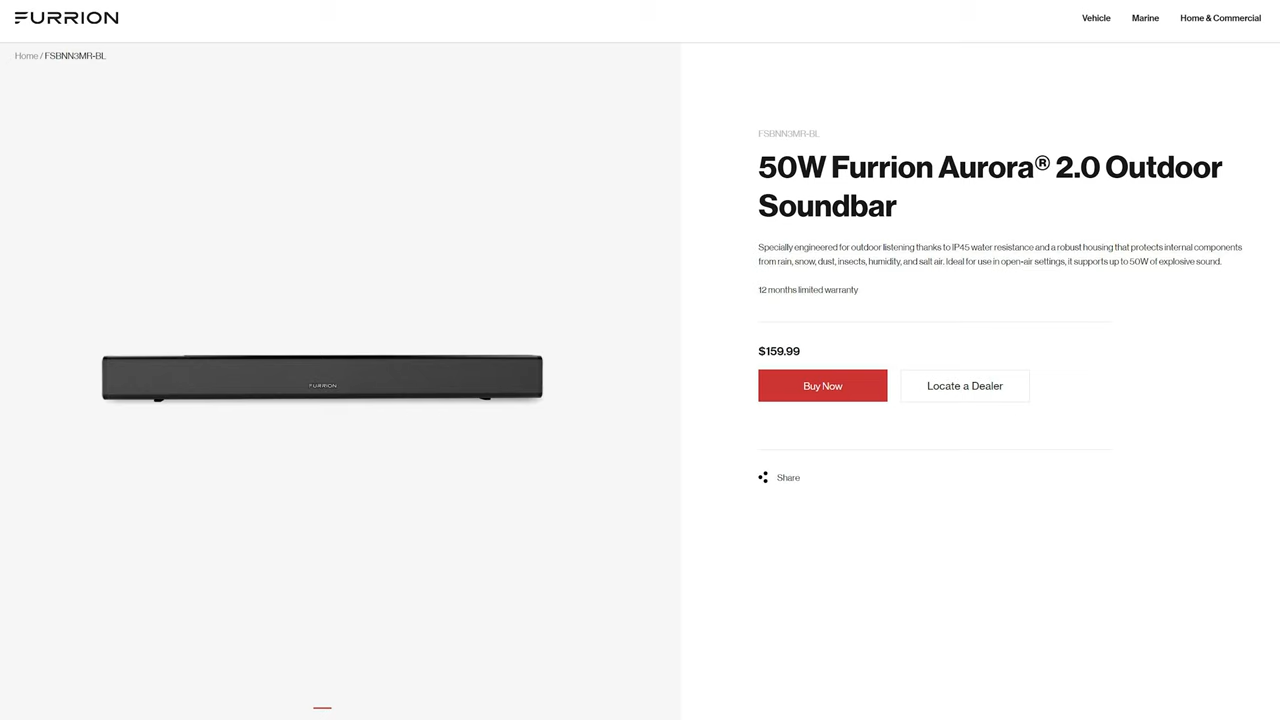 FURRION
Vehicle
Marine
Home & Commercial
Home / FSBNN3MR-BL
FSBNN3MR-BL
50W Furrion Aurora® 2.0 Outdoor
Soundbar
Specially engineered for outdoor listening thanks to IP45 water resistance and a robust housing that protects internal components
from rain, snow, dust, insects, humidity, and salt air. Ideal for use in open-air settings, it supports up to 50W of explosive sound.
12 months limited warranty
$159.99
Buy Now
Locate a Dealer
Share
FURRION